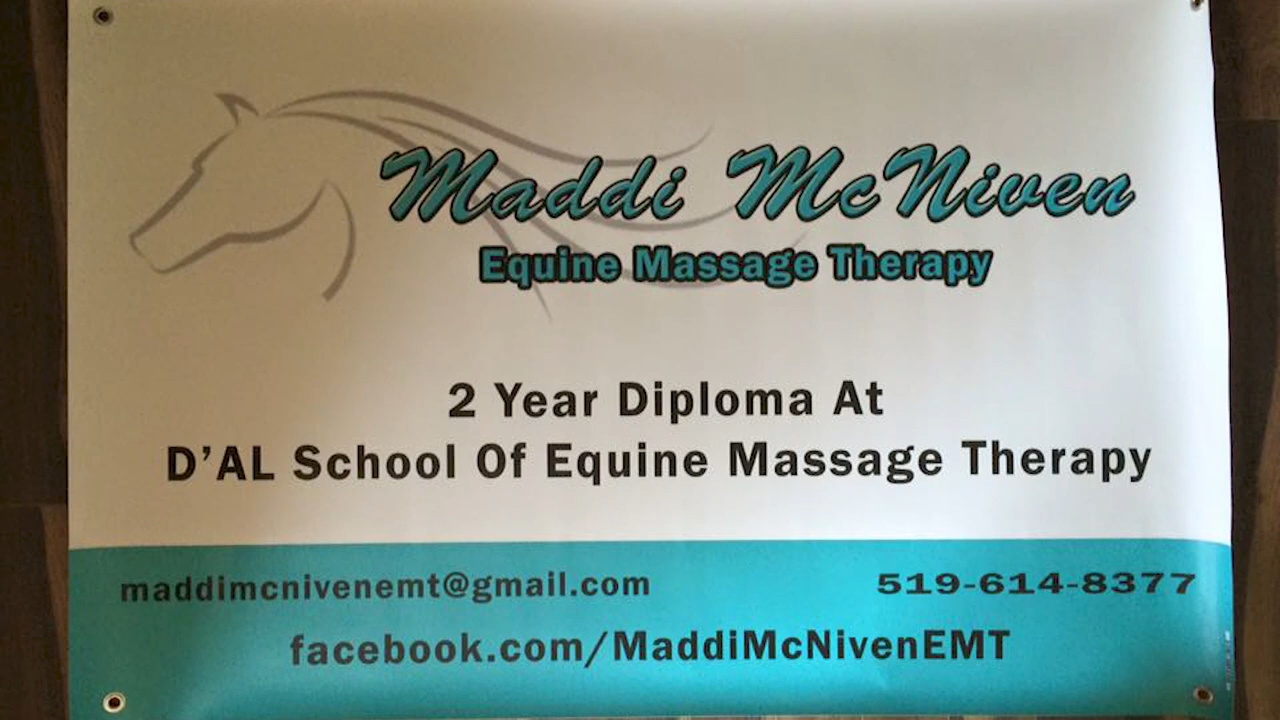 Maddi McNiven
Equine Massage Therapy
2 Year Diploma At
D'AL School Of Equine Massage Therapy
maddimcnivenemt@gmail.com
519-614-8377
facebook.com/MaddiMcNivenEMT